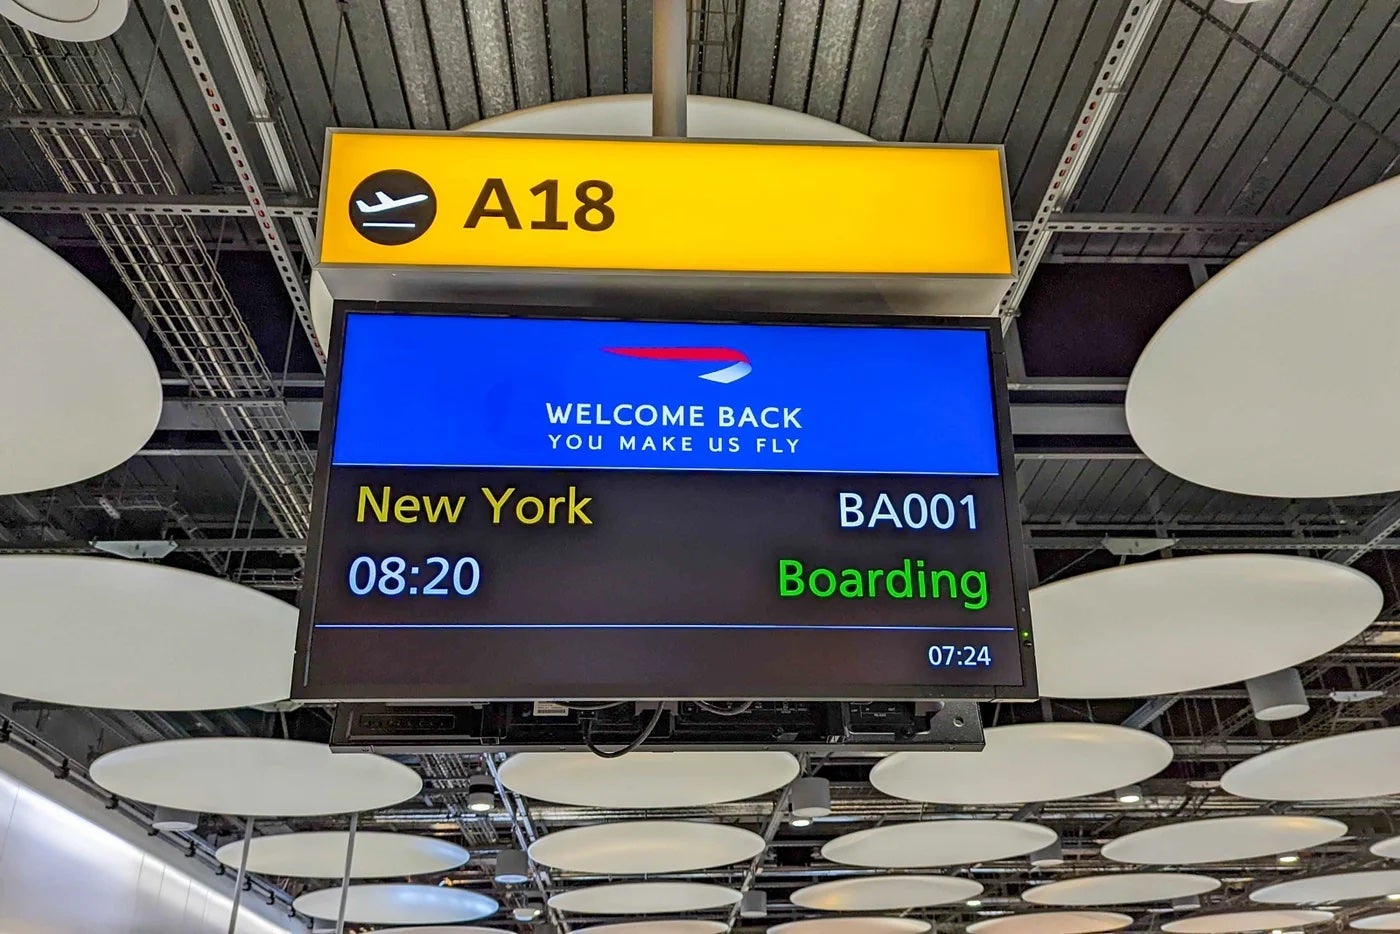 A18
WELCOME BACK
YOU MAKE US FLY
New York BA001
08:20 Boarding
07:24